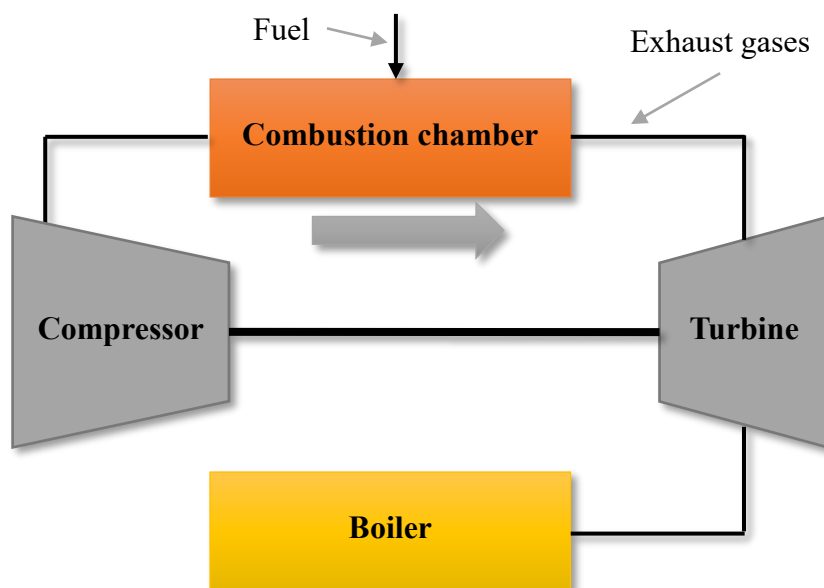 Fuel
Exhaust gases
Combustion chamber
Compressor
Turbine
Boiler